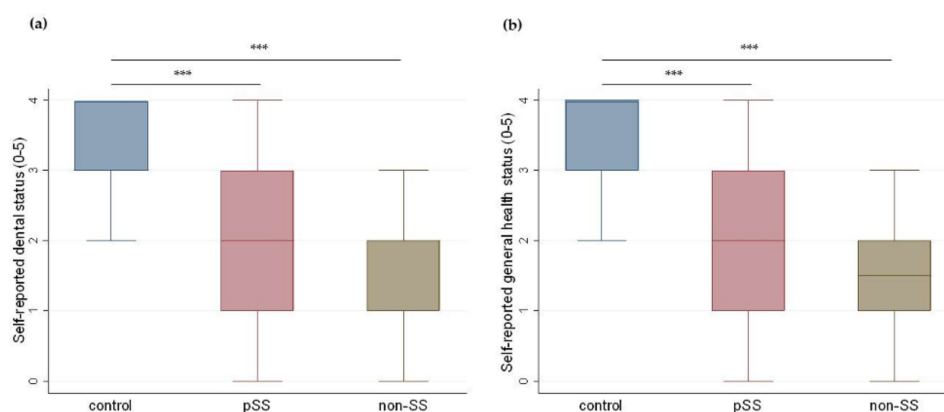 (a)
***
***
Self-reported dental status (0-5)
4
3
2
1
0
control pSS non-SS
(b)
***
***
Self-reported general health status (0-5)
4
3
2
1
0
control pSS non-SS